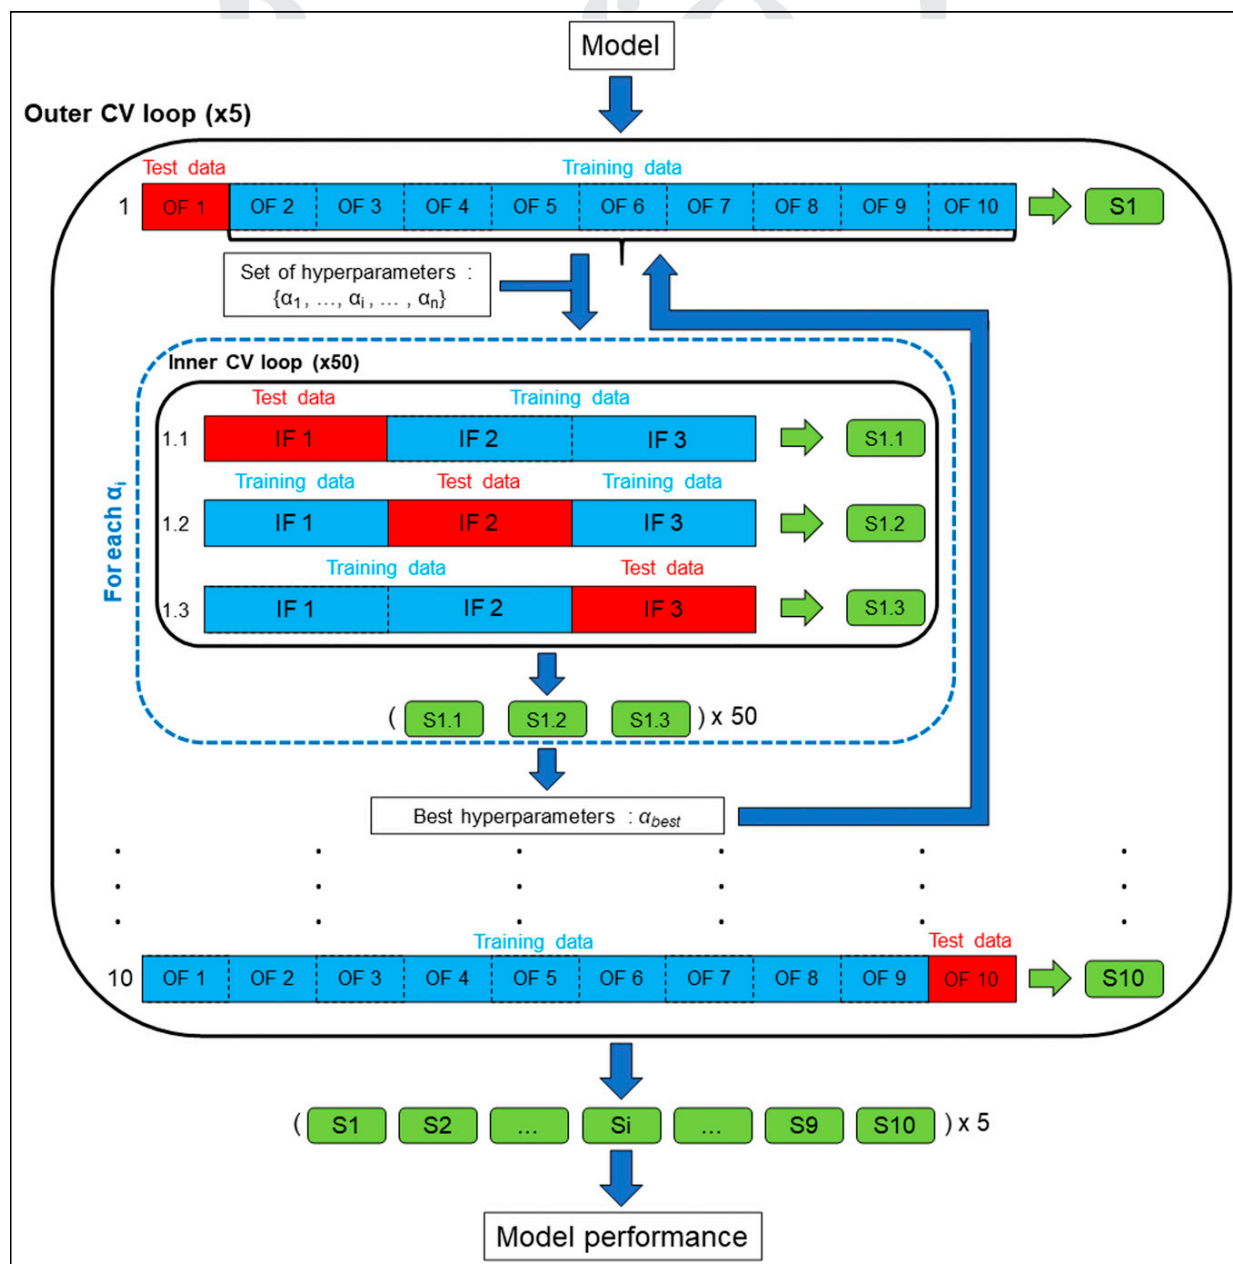 Model
Outer CV loop (x5)
Test data Training data
1 OF 1 OF 2 OF 3 OF 4 OF 5 OF 6 OF 7 OF 8 OF 9 OF 10 S1
Set of hyperparameters :
{α1, ..., αi, ... , αn}
Inner CV loop (x50)
Test data Training data
1.1 IF 1 IF 2 IF 3 S1.1
Training data Test data Training data
1.2 IF 1 IF 2 IF 3 S1.2
Training data Test data
1.3 IF 1 IF 2 IF 3 S1.3
For each αi
( S1.1 S1.2 S1.3 ) x 50
Best hyperparameters : αbest
Training data Test data
10 OF 1 OF 2 OF 3 OF 4 OF 5 OF 6 OF 7 OF 8 OF 9 OF 10 S10
( S1 S2 ... Si ... S9 S10 ) x 5
Model performance